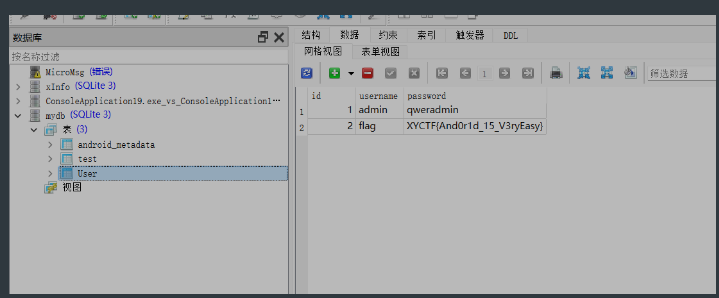 数据库
按名称过滤
MicroMsg (错误)
xInfo (SQLite 3)
ConsoleApplication19.exe_vs_ConsoleApplication1...
mydb (SQLite 3)
表 (3)
android_metadata
test
User
视图
结构 数据 约束 索引 触发器 DDL
网格视图 表单视图
1 筛选数据
id username password
1 1 admin qweradmin
2 2 flag XYCTF{And0r1d_15_V3ryEasy}